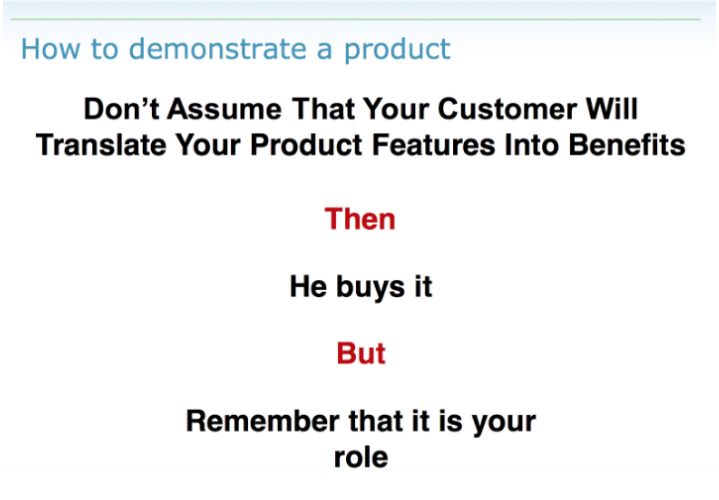 How to demonstrate a product
Don’t Assume That Your Customer Will
Translate Your Product Features Into Benefits
Then
He buys it
But
Remember that it is your
role